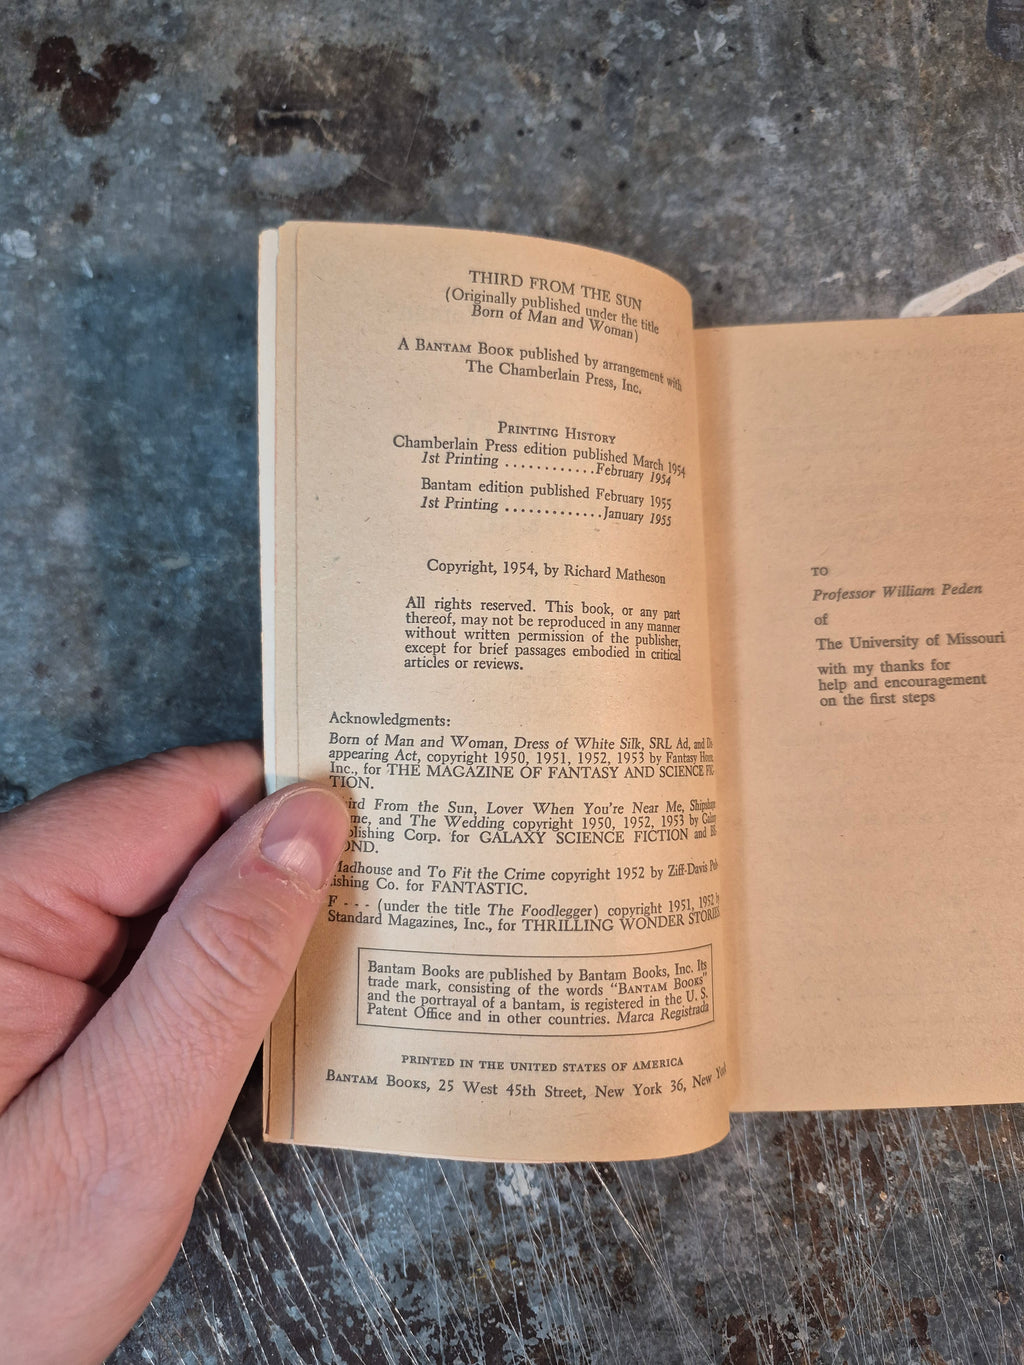 THIRD FROM THE SUN
(Originally published under the title
Born of Man and Woman)
A BANTAM BOOK published by arrangement with
The Chamberlain Press, Inc.
PRINTING HISTORY
Chamberlain Press edition published March 1954
1st Printing ............February 1954
Bantam edition published February 1955
1st Printing .............January 1955
Copyright, 1954, by Richard Matheson
All rights reserved. This book, or any part
thereof, may not be reproduced in any manner
without written permission of the publisher,
except for brief passages embodied in critical
articles or reviews.
Acknowledgments:
Born of Man and Woman, Dress of White Silk, SRL Ad, and
appearing Act, copyright 1950, 1951, 1952, 1953 by Fantasy House,
Inc., for THE MAGAZINE OF FANTASY AND SCIENCE FIC-
TION.
From the Sun, Lover When You're Near Me,
and The Wedding copyright 1950, 1952, 1953 by Galaxy
Corp. for GALAXY SCIENCE FICTION and
Madhouse and To Fit the Crime copyright 1952 by Ziff-Davis Pub-
Co. for FANTASTIC.
F - - - (under the title The Foodlegger) copyright 1951, 1952 by
Standard Magazines, Inc., for THRILLING WONDER STORIES.
Bantam Books are published by Bantam Books, Inc. Its
trade mark, consisting of the words "BANTAM BOOKS"
and the portrayal of a bantam, is registered in the U. S.
Patent Office and in other countries. Marca Registrada
PRINTED IN THE UNITED STATES OF AMERICA
BANTAM BOOKS, 25 West 45th Street, New York 36, New York
TO
Professor William Peden
of
The University of Missouri
with my thanks for
help and encouragement
on the first steps